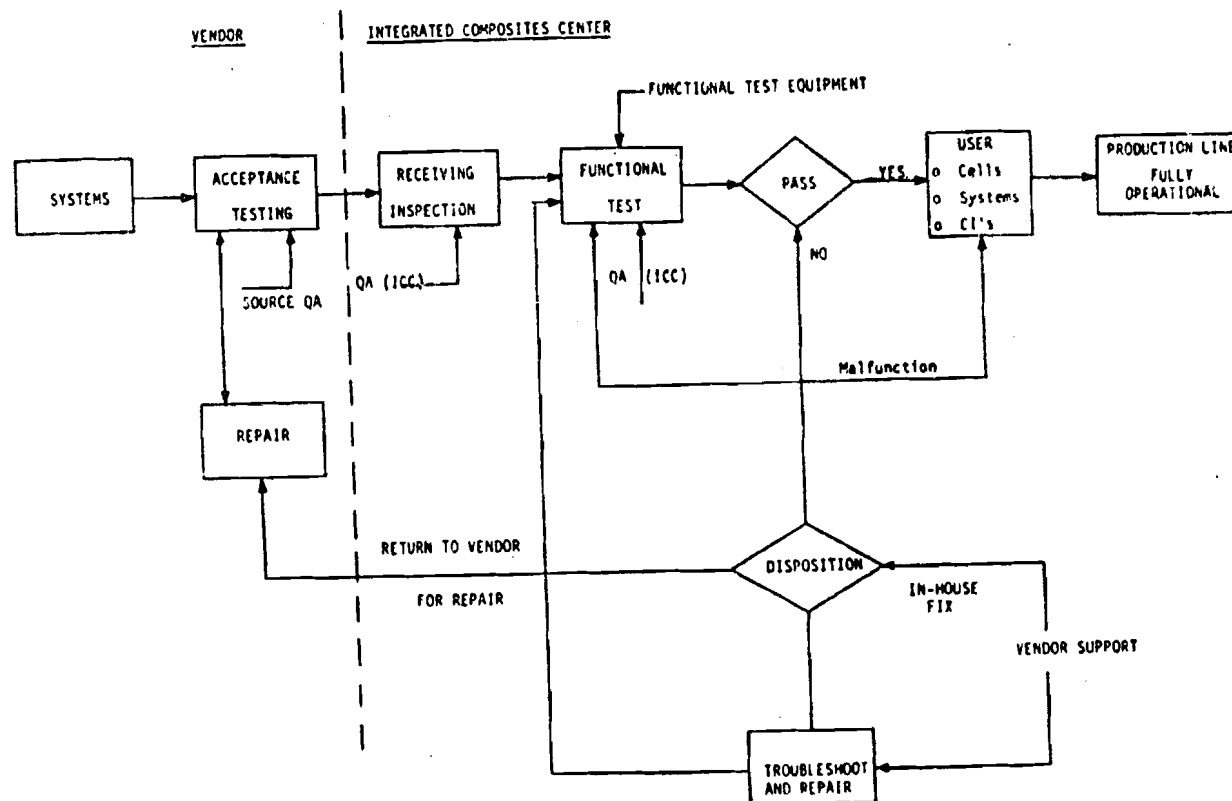 VENDOR
INTEGRATED COMPOSITES CENTER
FUNCTIONAL TEST EQUIPMENT
SYSTEMS
ACCEPTANCE
TESTING
RECEIVING
INSPECTION
FUNCTIONAL
TEST
PASS
YES
USER
o Cells
o Systems
o CI's
PRODUCTION LINE
FULLY
OPERATIONAL
NO
SOURCE QA
QA (ICC)
QA (ICC)
Malfunction
REPAIR
RETURN TO VENDOR
FOR REPAIR
DISPOSITION
IN-HOUSE
FIX
VENDOR SUPPORT
TROUBLESHOOT
AND REPAIR